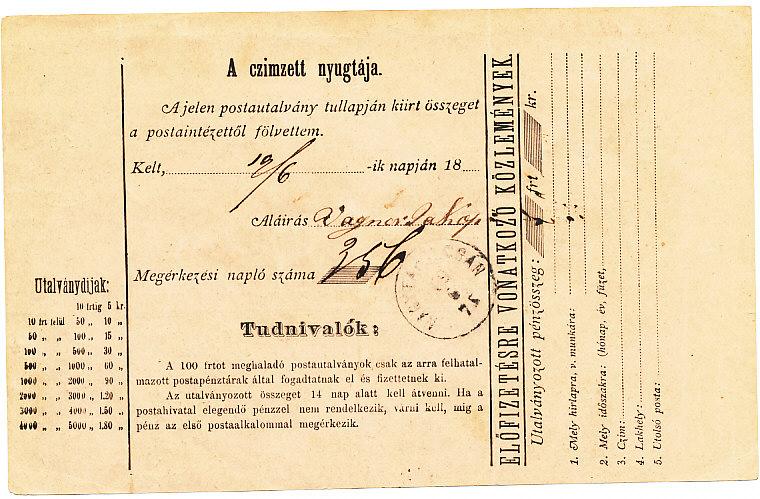 A czimzett nyugtája.
A jelen postautalvány tullapján kiirt összeget
a postaintézettől fölvettem.
Kelt, 19/6 -ik napján 18
Aláirás Vagner Jakop
Megérkezési napló száma 356
Tudnivalók:
A 100 frtot meghaladó postautalványok csak az arra felhatal-
mazott postapénztárak által fogadtatnak el és fizettetnek ki.
Az utalványozott összeget 14 nap alatt kell átvenni. Ha a
postahivatal elegendő pénzzel nem rendelkezik, várni kell, mig a
pénz az első postaalkalommal megérkezik.
Utalványdijak:
10 frtig 5 kr.
10 frt felül 50 „ 10 „
50 „ „ 100 „ 15 „
100 „ „ 500 „ 30 „
500 „ „ 1000 „ 60 „
1000 „ „ 2000 „ 90 „
2000 „ „ 3000 „ 1.20 „
3000 „ „ 4000 „ 1.50 „
4000 „ „ 5000 „ 1.80 „
ELŐFIZETÉSRE VONATKOZÓ KÖZLEMÉNYEK
Utalványozott pénzösszeg: frt kr.
1. Mely hirlapra, v. munkára:
2. Mely időszakra: (hónap, év, füzet,
3. Czim:
4. Lakhely:
5. Utolsó posta: